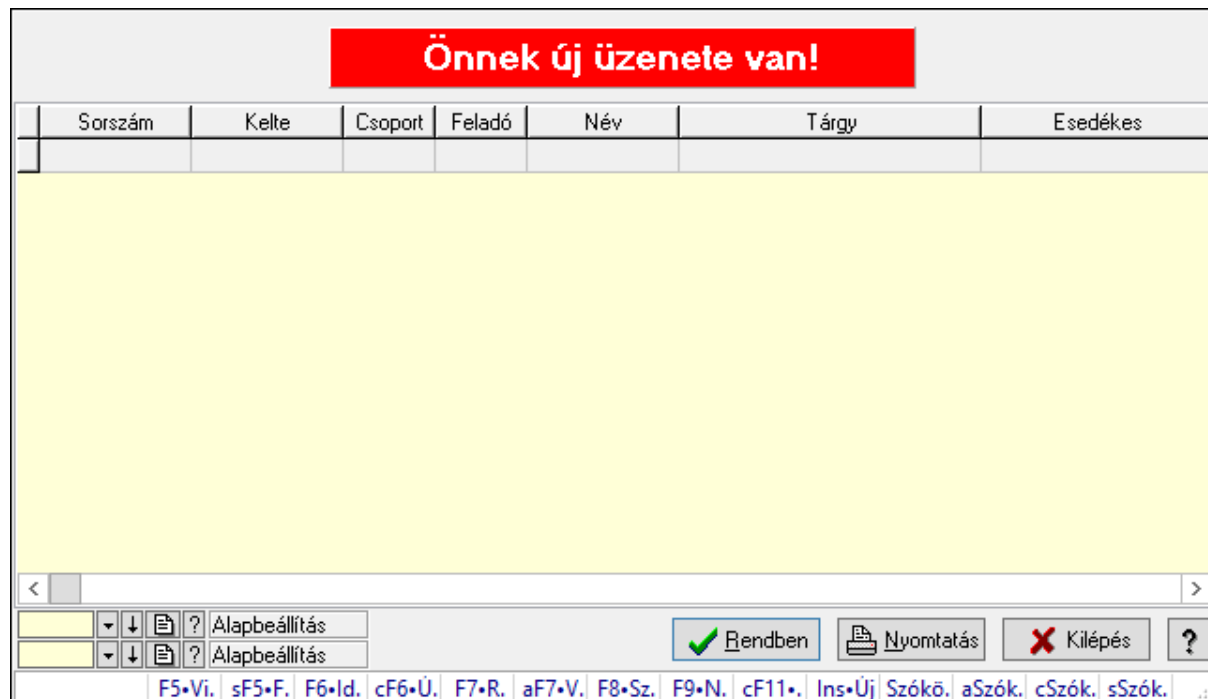 Önnek új üzenete van!
Sorszám Kelte Csoport Feladó Név Tárgy Esedékes
? Alapbeállítás
? Alapbeállítás
Rendben Nyomtatás Kilépés ?
F5•Vi. sF5•F. F6•Id. cF6•Ú. F7•R. aF7•V. F8•Sz. F9•N. cF11•. Ins•Új Szókö. aSzók. cSzók. sSzók.